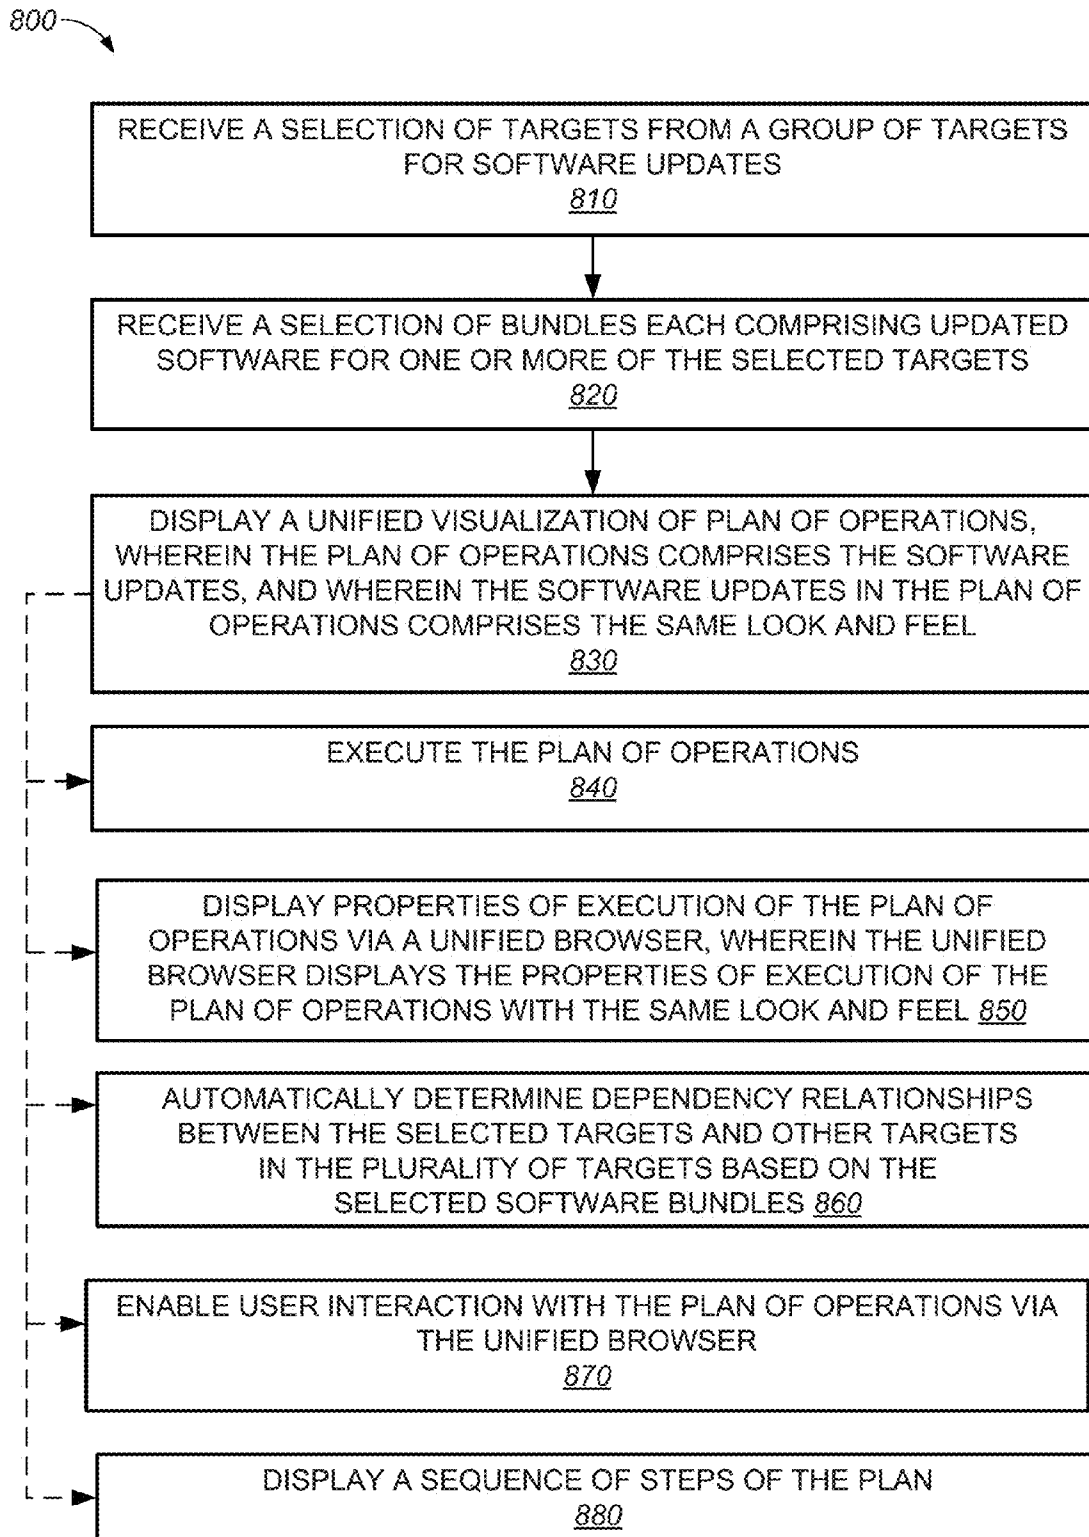 800
RECEIVE A SELECTION OF TARGETS FROM A GROUP OF TARGETS
FOR SOFTWARE UPDATES
810
RECEIVE A SELECTION OF BUNDLES EACH COMPRISING UPDATED
SOFTWARE FOR ONE OR MORE OF THE SELECTED TARGETS
820
DISPLAY A UNIFIED VISUALIZATION OF PLAN OF OPERATIONS,
WHEREIN THE PLAN OF OPERATIONS COMPRISES THE SOFTWARE
UPDATES, AND WHEREIN THE SOFTWARE UPDATES IN THE PLAN OF
OPERATIONS COMPRISES THE SAME LOOK AND FEEL
830
EXECUTE THE PLAN OF OPERATIONS
840
DISPLAY PROPERTIES OF EXECUTION OF THE PLAN OF
OPERATIONS VIA A UNIFIED BROWSER, WHEREIN THE UNIFIED
BROWSER DISPLAYS THE PROPERTIES OF EXECUTION OF THE
PLAN OF OPERATIONS WITH THE SAME LOOK AND FEEL 850
AUTOMATICALLY DETERMINE DEPENDENCY RELATIONSHIPS
BETWEEN THE SELECTED TARGETS AND OTHER TARGETS
IN THE PLURALITY OF TARGETS BASED ON THE
SELECTED SOFTWARE BUNDLES 860
ENABLE USER INTERACTION WITH THE PLAN OF OPERATIONS VIA
THE UNIFIED BROWSER
870
DISPLAY A SEQUENCE OF STEPS OF THE PLAN
880